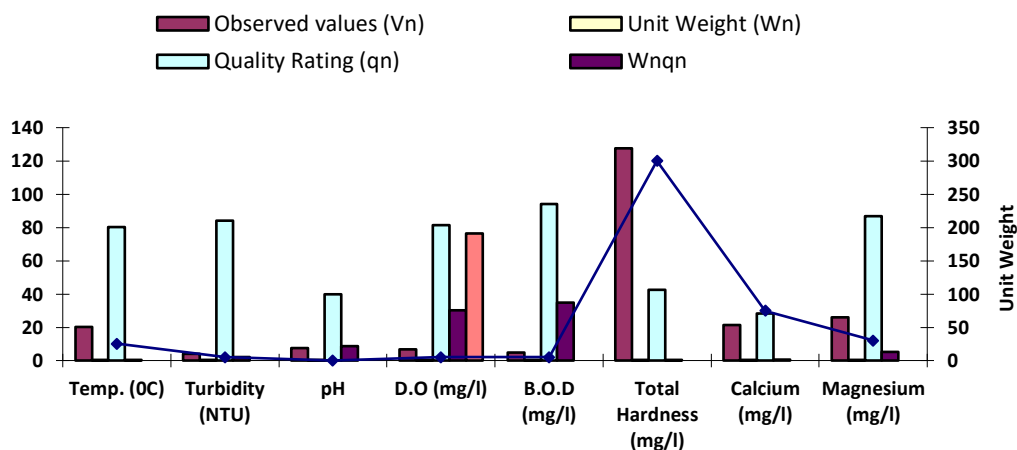 Observed values (Vn)
Unit Weight (Wn)
Quality Rating (qn)
Wnqn
140
120
100
80
60
40
20
0
350
300
250
200
150
100
50
0
Unit Weight
Temp. (0C)
Turbidity
(NTU)
pH
D.O (mg/l)
B.O.D
(mg/l)
Total
Hardness
(mg/l)
Calcium
(mg/l)
Magnesium
(mg/l)